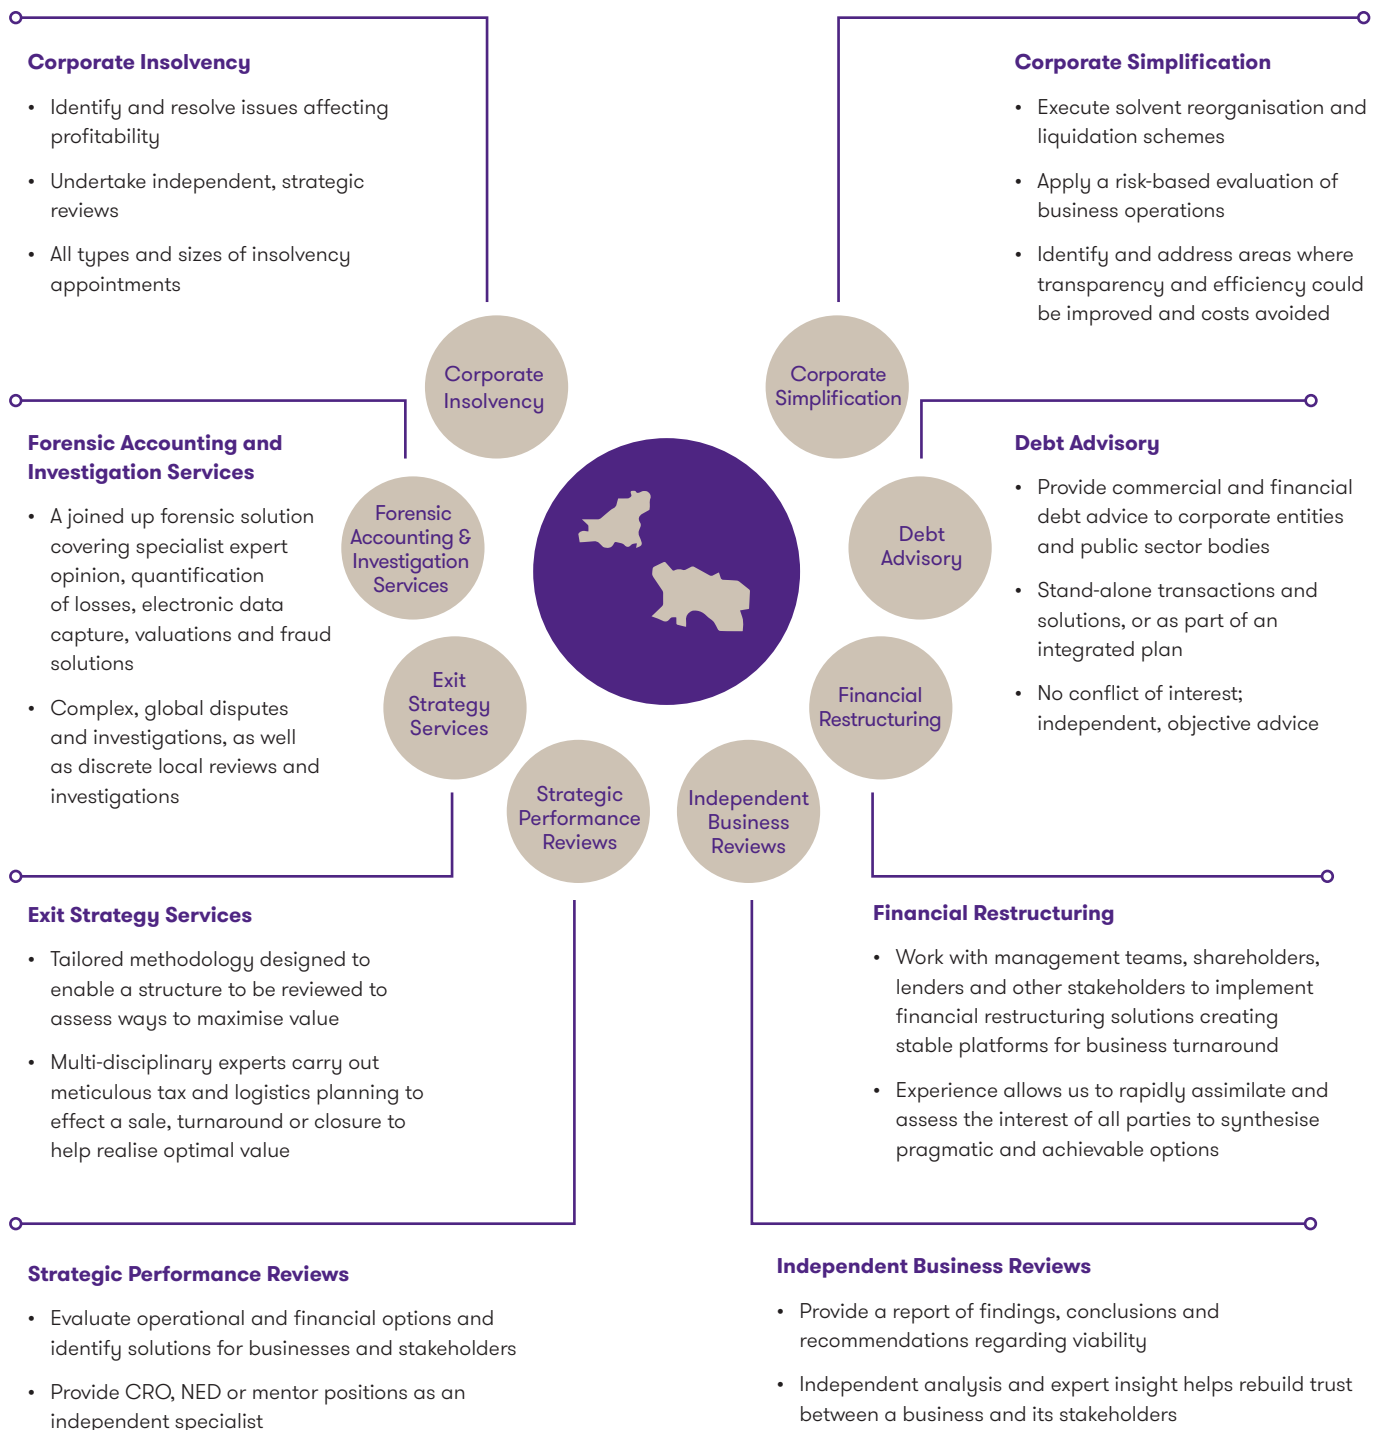 Corporate Insolvency
• Identify and resolve issues affecting
profitability
• Undertake independent, strategic
reviews
• All types and sizes of insolvency
appointments
Corporate Simplification
• Execute solvent reorganisation and
liquidation schemes
• Apply a risk-based evaluation of
business operations
• Identify and address areas where
transparency and efficiency could
be improved and costs avoided
Corporate
Insolvency
Corporate
Simplification
Forensic Accounting and
Investigation Services
• A joined up forensic solution
covering specialist expert
opinion, quantification
of losses, electronic data
capture, valuations and fraud
solutions
• Complex, global disputes
and investigations, as well
as discrete local reviews and
investigations
Forensic
Accounting &
Investigation
Services
Debt
Advisory
Debt Advisory
• Provide commercial and financial
debt advice to corporate entities
and public sector bodies
• Stand-alone transactions and
solutions, or as part of an
integrated plan
• No conflict of interest;
independent, objective advice
Exit
Strategy
Services
Financial
Restructuring
Strategic
Performance
Reviews
Independent
Business
Reviews
Exit Strategy Services
• Tailored methodology designed to
enable a structure to be reviewed to
assess ways to maximise value
• Multi-disciplinary experts carry out
meticulous tax and logistics planning to
effect a sale, turnaround or closure to
help realise optimal value
Financial Restructuring
• Work with management teams, shareholders,
lenders and other stakeholders to implement
financial restructuring solutions creating
stable platforms for business turnaround
• Experience allows us to rapidly assimilate and
assess the interest of all parties to synthesise
pragmatic and achievable options
Strategic Performance Reviews
• Evaluate operational and financial options and
identify solutions for businesses and stakeholders
• Provide CRO, NED or mentor positions as an
independent specialist
Independent Business Reviews
• Provide a report of findings, conclusions and
recommendations regarding viability
• Independent analysis and expert insight helps rebuild trust
between a business and its stakeholders